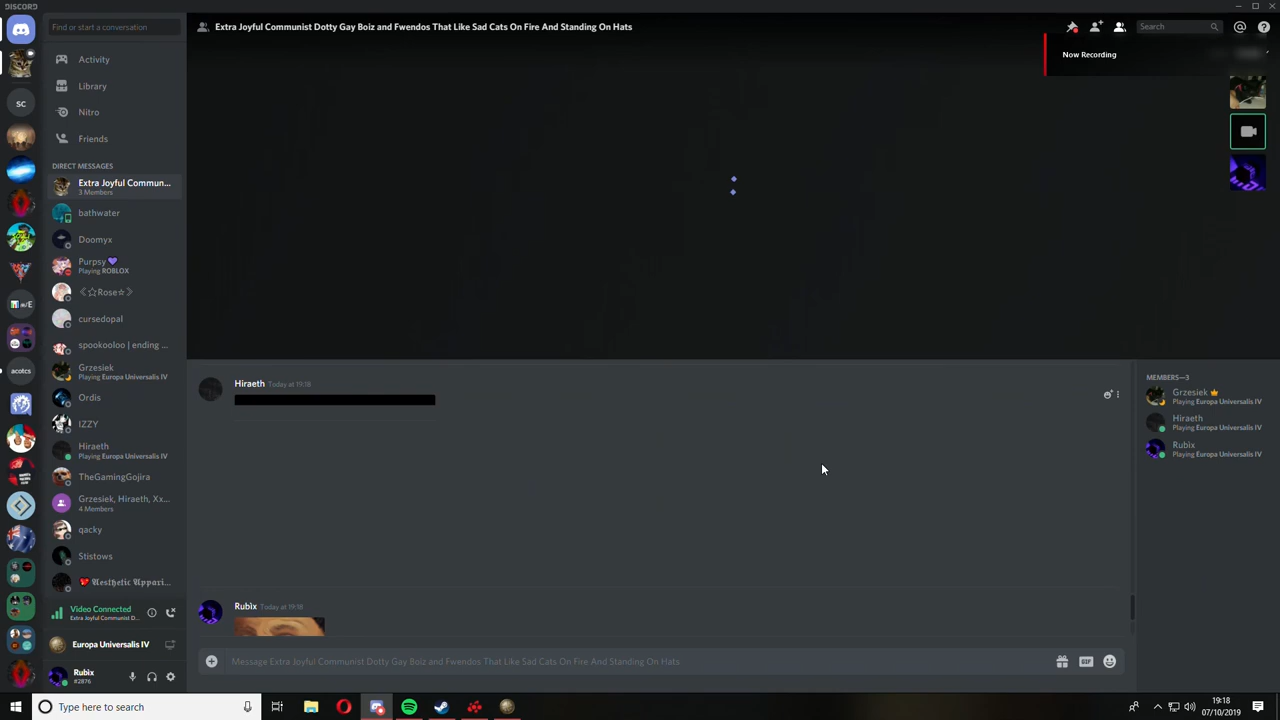 DISCORD
Find or start a conversation
Extra Joyful Communist Dotty Gay Boiz and Fwendos That Like Sad Cats On Fire And Standing On Hats
Search
Now Recording
Activity
Library
Nitro
Friends
DIRECT MESSAGES
Extra Joyful Commun...
3 Members
bathwater
Doomyx
Purpsy 💜
Playing ROBLOX
《☆Rose☆》
cursedopal
spookooloo | ending ...
Grzesiek
Playing Europa Universalis IV
Ordis
IZZY
Hiraeth
Playing Europa Universalis IV
TheGamingGojira
Grzesiek, Hiraeth, Xx...
4 Members
qacky
Stistows
💖 𝔄𝔢𝔰𝔱𝔥𝔢𝔱𝔦𝔠 𝔄𝔭𝔭𝔞𝔯𝔦...
SC
acotcs
Video Connected
Extra Joyful Communist D...
Europa Universalis IV
Rubix
#2876
Hiraeth Today at 19:18
Rubix Today at 19:18
Message Extra Joyful Communist Dotty Gay Boiz and Fwendos That Like Sad Cats On Fire And Standing On Hats
GIF
MEMBERS—3
Grzesiek
Playing Europa Universalis IV
Hiraeth
Playing Europa Universalis IV
Rubix
Playing Europa Universalis IV
Type here to search
19:18
07/10/2019